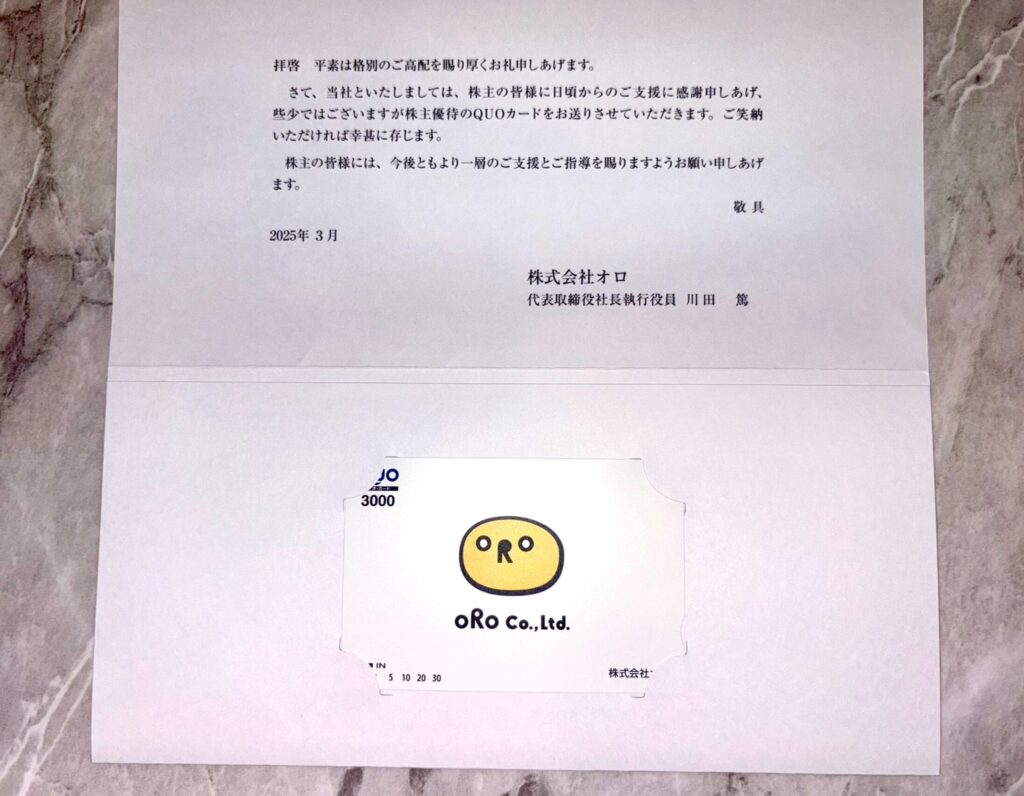 拝啓　平素は格別のご高配を賜り厚くお礼申しあげます。
さて、当社といたしましては、株主の皆様に日頃からのご支援に感謝申しあげ、
些少ではございますが株主優待のQUOカードをお送りさせていただきます。ご笑納
いただければ幸甚に存じます。
株主の皆様には、今後ともより一層のご支援とご指導を賜りますようお願い申しあげ
ます。
敬 具
2025年 3 月
株式会社オロ
代表取締役社長執行役員 川田　篤
UO
3000
oRo
oRo Co.,Ltd.
IN
5 10 20 30
株式会社